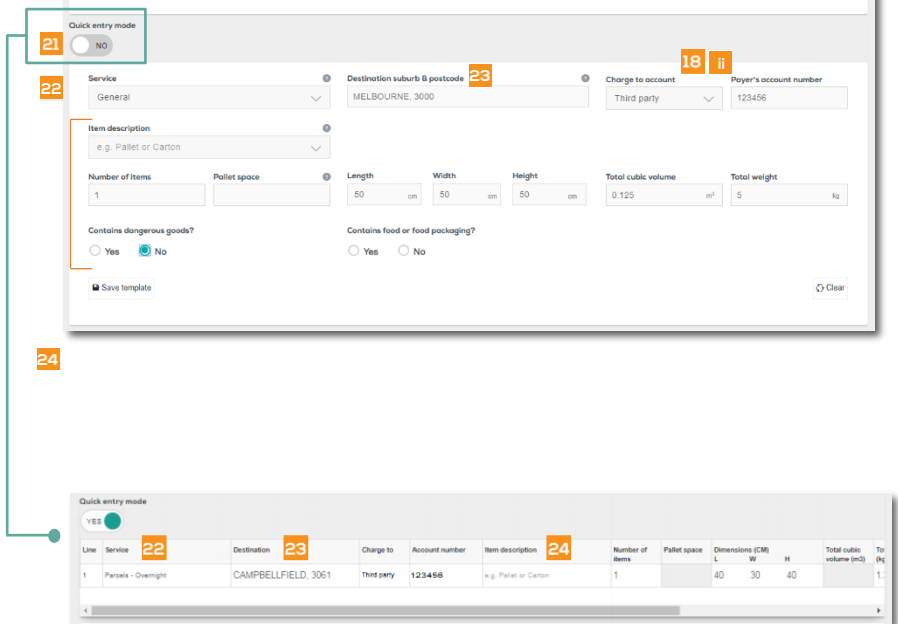 Quick entry mode
21
NO
18 ii
22
Service
Destination suburb & postcode 23
Charge to account
Payer's account number
General
MELBOURNE, 3000
Third party
123456
Item description
e.g. Pallet or Carton
Number of items
Pallet space
Length
Width
Height
Total cubic volume
Total weight
1
50 cm
50 cm
50 cm
0.125 m³
5 kg
Contains dangerous goods?
Contains food or food packaging?
Yes No
Yes No
Save template
Clear
24
Quick entry mode
YES
Line Service 22 Destination 23 Charge to Account number Item description 24 Number of items Pallet space Dimensions (CM) L W H Total cubic volume (m3)
1 Parcels - Overnight CAMPBELLFIELD, 3061 Third party 123456 e.g. Pallet or Carton 1 40 30 40